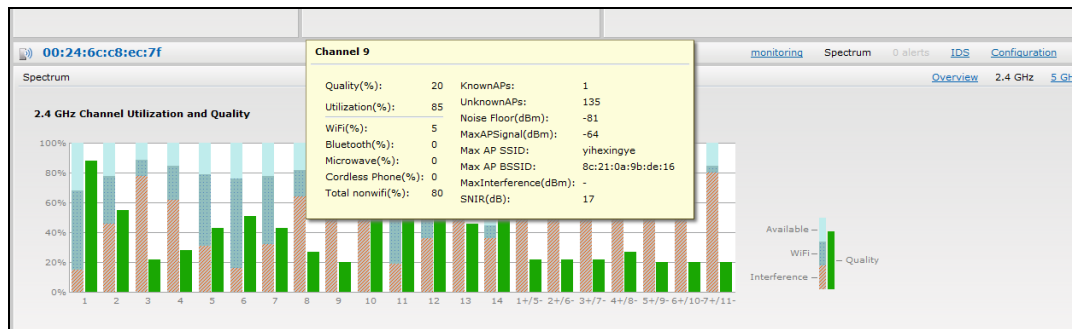 00:24:6c:c8:ec:7f
monitoring Spectrum 0 alerts IDS Configuration
Spectrum
Overview 2.4 GHz 5 GH
Channel 9
Quality(%): 20 KnownAPs: 1
Utilization(%): 85 UnknownAPs: 135
WiFi(%): 5 Noise Floor(dBm): -81
Bluetooth(%): 0 MaxAPSignal(dBm): -64
Microwave(%): 0 Max AP SSID: yihexingye
Cordless Phone(%): 0 Max AP BSSID: 8c:21:0a:9b:de:16
Total nonwifi(%): 80 MaxInterference(dBm): -
SNIR(dB): 17
2.4 GHz Channel Utilization and Quality
100%
80%
60%
40%
20%
0%
1 2 3 4 5 6 7 8 9 10 11 12 13 14 1+/5- 2+/6- 3+/7- 4+/8- 5+/9- 6+/10- 7+/11-
Available
WiFi
Interference
Quality